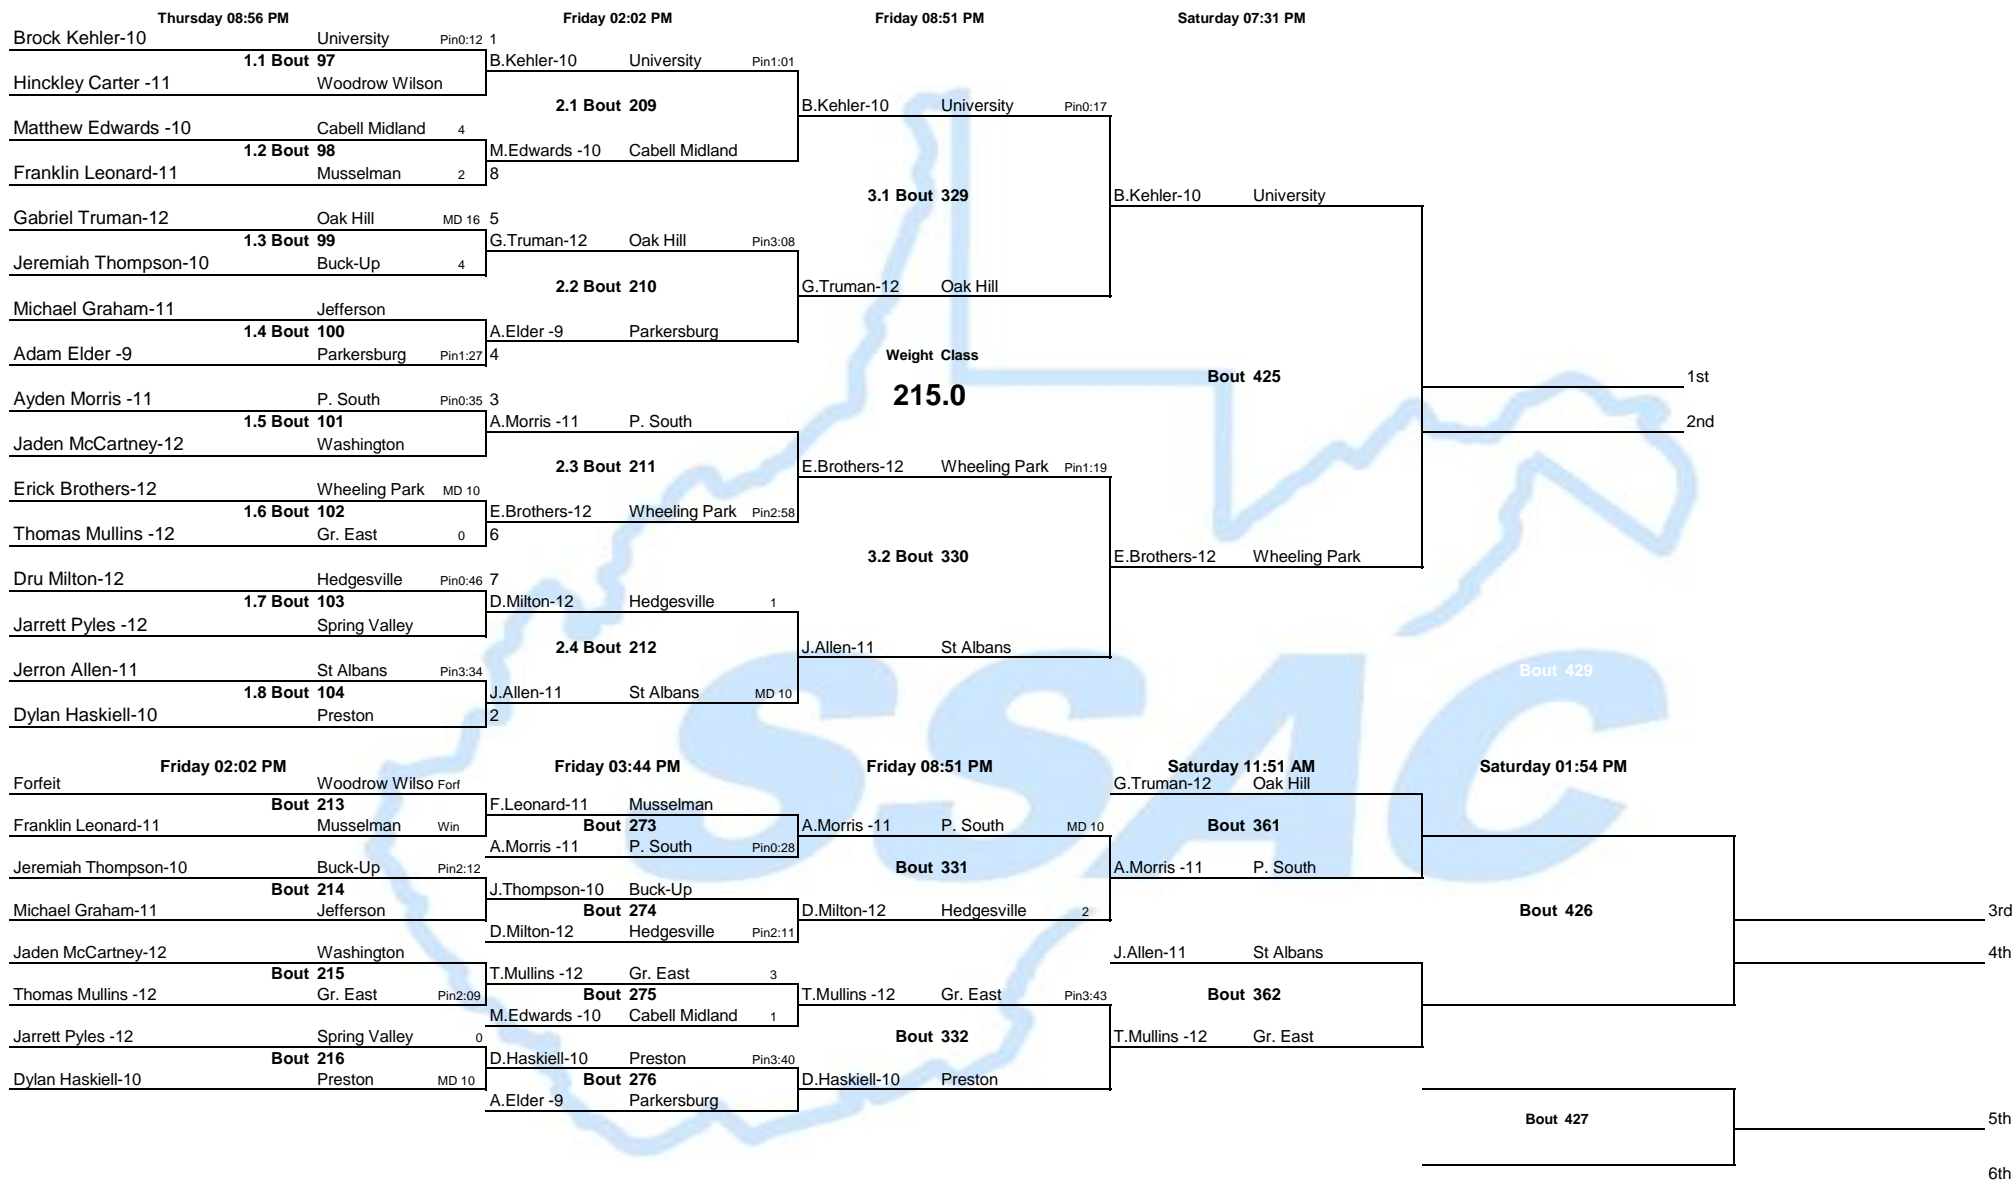 Thursday 08:56 PM Friday 02:02 PM Friday 08:51 PM Saturday 07:31 PM
Brock Kehler-10 University Pin0:12 1
1.1 Bout 97 B.Kehler-10 University Pin1:01
Hinckley Carter -11 Woodrow Wilson
2.1 Bout 209 B.Kehler-10 University Pin0:17
Matthew Edwards -10 Cabell Midland 4
1.2 Bout 98 M.Edwards -10 Cabell Midland
Franklin Leonard-11 Musselman 2 8
3.1 Bout 329 B.Kehler-10 University
Gabriel Truman-12 Oak Hill MD 16 5
1.3 Bout 99 G.Truman-12 Oak Hill Pin3:08
Jeremiah Thompson-10 Buck-Up 4
2.2 Bout 210 G.Truman-12 Oak Hill
Michael Graham-11 Jefferson
1.4 Bout 100 A.Elder -9 Parkersburg
Adam Elder -9 Parkersburg Pin1:27 4 Weight Class
Bout 425 1st
Ayden Morris -11 P. South Pin0:35 3 215.0
1.5 Bout 101 A.Morris -11 P. South 2nd
Jaden McCartney-12 Washington
2.3 Bout 211 E.Brothers-12 Wheeling Park Pin1:19
Erick Brothers-12 Wheeling Park MD 10
1.6 Bout 102 E.Brothers-12 Wheeling Park Pin2:58
Thomas Mullins -12 Gr. East 0 6
3.2 Bout 330 E.Brothers-12 Wheeling Park
Dru Milton-12 Hedgesville Pin0:46 7
1.7 Bout 103 D.Milton-12 Hedgesville 1
Jarrett Pyles -12 Spring Valley
2.4 Bout 212 J.Allen-11 St Albans
Jerron Allen-11 St Albans Pin3:34 Bout 429
1.8 Bout 104 J.Allen-11 St Albans MD 10
Dylan Haskiell-10 Preston 2
SSAC
Friday 02:02 PM Friday 03:44 PM Friday 08:51 PM Saturday 11:51 AM Saturday 01:54 PM
Forfeit Woodrow Wilso Forf G.Truman-12 Oak Hill
Bout 213 F.Leonard-11 Musselman
Franklin Leonard-11 Musselman Win Bout 273 A.Morris -11 P. South MD 10 Bout 361
A.Morris -11 P. South Pin0:28
Jeremiah Thompson-10 Buck-Up Pin2:12 Bout 331 A.Morris -11 P. South
Bout 214 J.Thompson-10 Buck-Up
Michael Graham-11 Jefferson Bout 274 D.Milton-12 Hedgesville 2 Bout 426 3rd
D.Milton-12 Hedgesville Pin2:11
Jaden McCartney-12 Washington J.Allen-11 St Albans 4th
Bout 215 T.Mullins -12 Gr. East 3
Thomas Mullins -12 Gr. East Pin2:09 Bout 275 T.Mullins -12 Gr. East Pin3:43 Bout 362
M.Edwards -10 Cabell Midland 1
Jarrett Pyles -12 Spring Valley 0 Bout 332 T.Mullins -12 Gr. East
Bout 216 D.Haskiell-10 Preston Pin3:40
Dylan Haskiell-10 Preston MD 10 Bout 276 D.Haskiell-10 Preston
A.Elder -9 Parkersburg
Bout 427 5th
6th